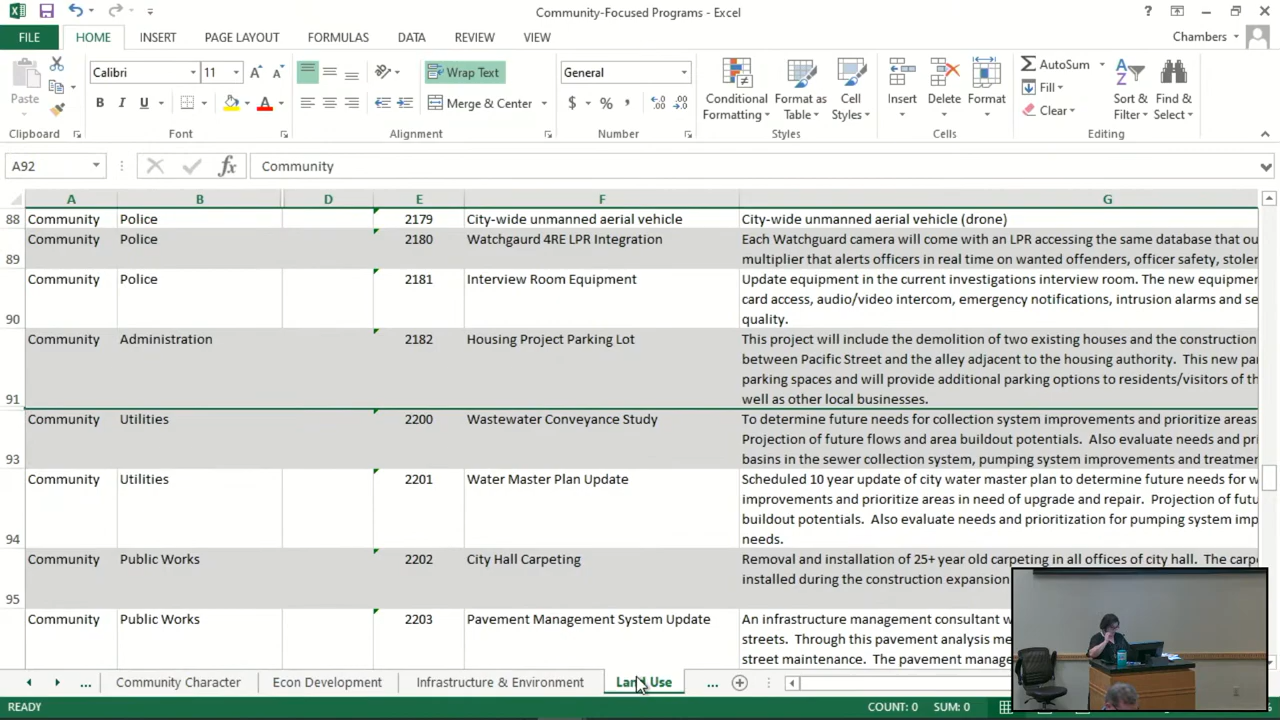 Community-Focused Programs - Excel
?
FILE HOME INSERT PAGE LAYOUT FORMULAS DATA REVIEW VIEW
Chambers
Paste
Calibri 11
B I U
Wrap Text
Merge & Center
General
$ % ,
Conditional Formatting
Format as Table
Cell Styles
Insert
Delete
Format
AutoSum
Fill
Clear
Sort & Filter
Find & Select
Clipboard Font Alignment Number Styles Cells Editing
A92 fx Community
A B D E F G
88 Community Police 2179 City-wide unmanned aerial vehicle City-wide unmanned aerial vehicle (drone)
Community Police 2180 Watchgaurd 4RE LPR Integration Each Watchguard camera will come with an LPR accessing the same database that ou
89 multiplier that alerts officers in real time on wanted offenders, officer safety, stoler
Community Police 2181 Interview Room Equipment Update equipment in the current investigations interview room. The new equipmer
card access, audio/video intercom, emergency notifications, intrusion alarms and se
90 quality.
Community Administration 2182 Housing Project Parking Lot This project will include the demolition of two existing houses and the construction
between Pacific Street and the alley adjacent to the housing authority. This new pa
parking spaces and will provide additional parking options to residents/visitors of th
91 well as other local businesses.
Community Utilities 2200 Wastewater Conveyance Study To determine future needs for collection system improvements and prioritize areas
Projection of future flows and area buildout potentials. Also evaluate needs and pri
93 basins in the sewer collection system, pumping system improvements and treatmer
Community Utilities 2201 Water Master Plan Update Scheduled 10 year update of city water master plan to determine future needs for w
improvements and prioritize areas in need of upgrade and repair. Projection of futu
buildout potentials. Also evaluate needs and prioritization for pumping system imp
94 needs.
Community Public Works 2202 City Hall Carpeting Removal and installation of 25+ year old carpeting in all offices of city hall. The carpe
95 installed during the construction expansion
Community Public Works 2203 Pavement Management System Update An infrastructure management consultant w
streets. Through this pavement analysis me
street maintenance. The pavement manage
... Community Character Econ Development Infrastructure & Environment Land Use ...
READY COUNT: 0 SUM: 0 %